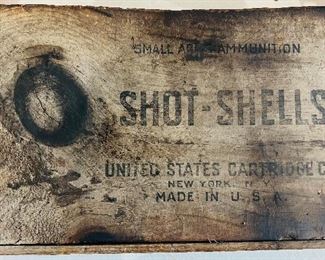 SMALL ARMS AMMUNITION
SHOT-SHELLS
UNITED STATES CARTRIDGE C
NEW YORK, N.Y.
MADE IN U.S.A.